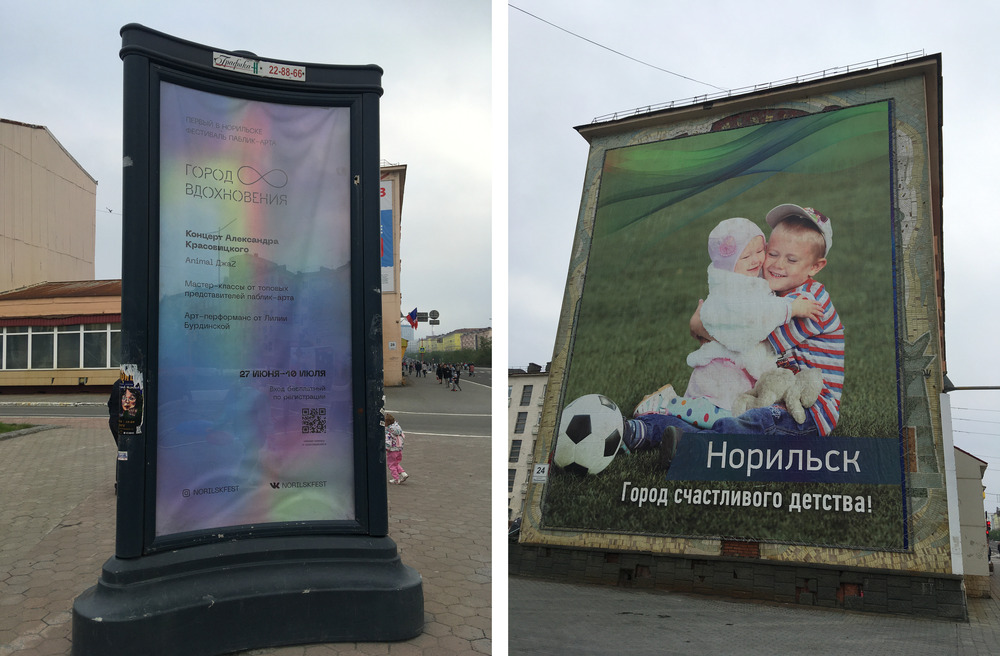 Графика
22-88-66
ПЕРВЫЙ В НОРИЛЬСКЕ
ФЕСТИВАЛЬ ПАБЛИК-АРТА
ГОРОД
ВДОХНОВЕНИЯ
Концерт Александра
Красовицкого
Animal ДжаZ
Мастер-классы от топовых
представителей паблик-арта
Арт-перформанс от Лилии
Бурдинской
27 ИЮНЯ-10 ИЮЛЯ
Вход бесплатный
по регистрации
NORILSKFEST
NORILSKFEST
24
Норильск
Город счастливого детства!